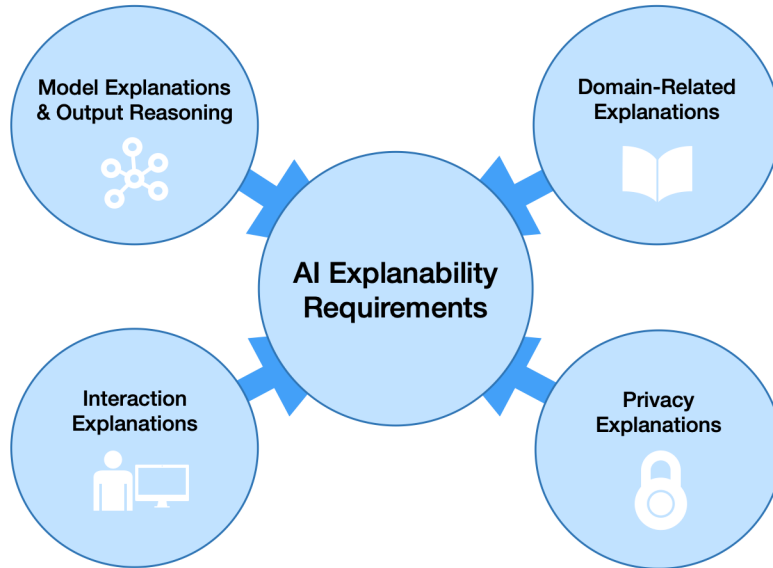 Model Explanations
& Output Reasoning
Domain-Related
Explanations
AI Explanability
Requirements
Interaction
Explanations
Privacy
Explanations